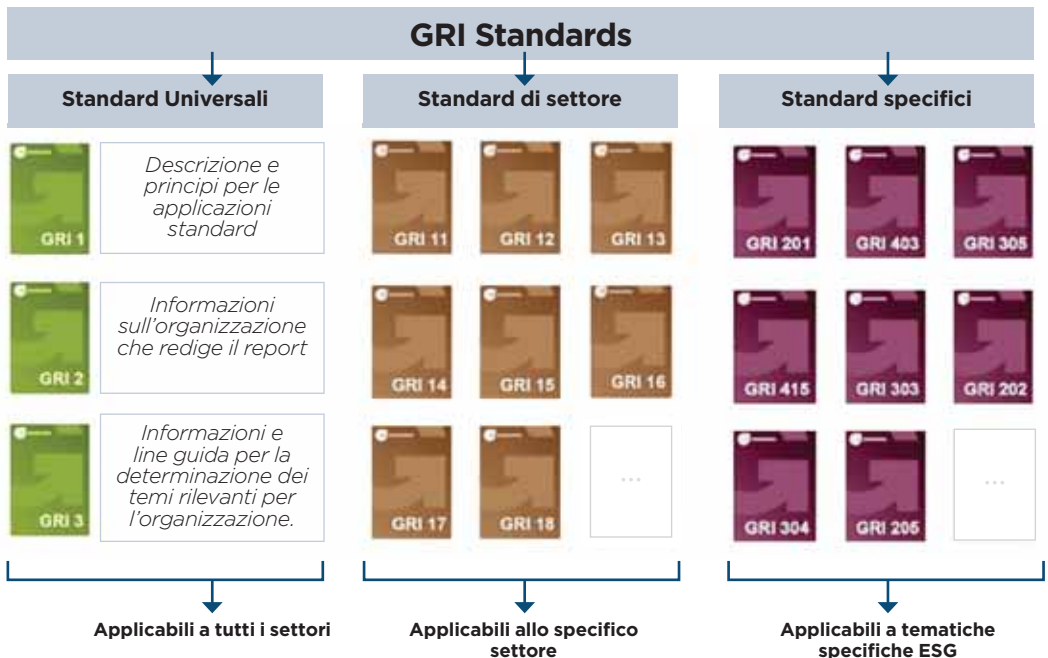 GRI Standards
Standard Universali
Standard di settore
Standard specifici
GRI 1
Descrizione e
principi per le
applicazioni
standard
GRI 11
GRI 12
GRI 13
GRI 201
GRI 403
GRI 305
GRI 2
Informazioni
sull'organizzazione
che redige il report
GRI 14
GRI 15
GRI 16
GRI 415
GRI 303
GRI 202
GRI 3
Informazioni e
line guida per la
determinazione dei
temi rilevanti per
l'organizzazione.
GRI 17
GRI 18
...
GRI 304
GRI 205
...
Applicabili a tutti i settori
Applicabili allo specifico
settore
Applicabili a tematiche
specifiche ESG